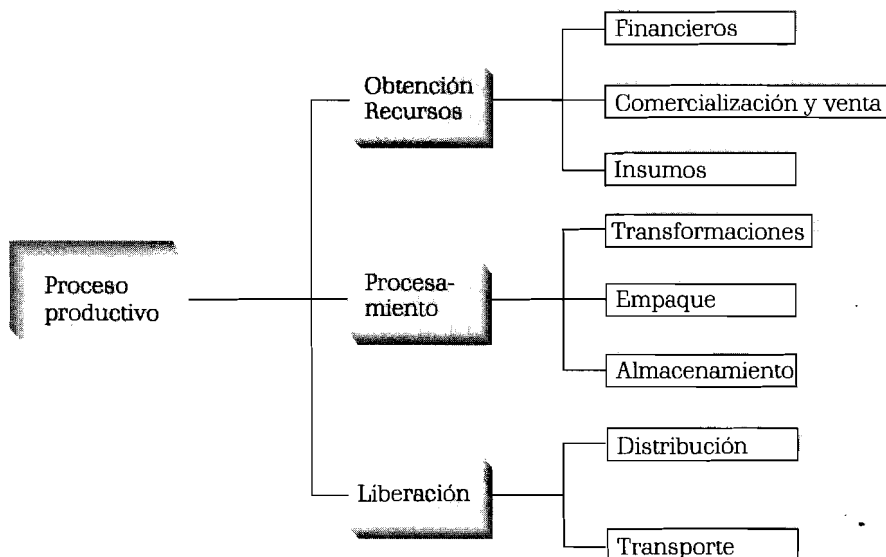 Proceso
productivo
Obtención
Recursos
Financieros
Comercialización y venta
Insumos
Procesa-
miento
Transformaciones
Empaque
Almacenamiento
Liberación
Distribución
Transporte